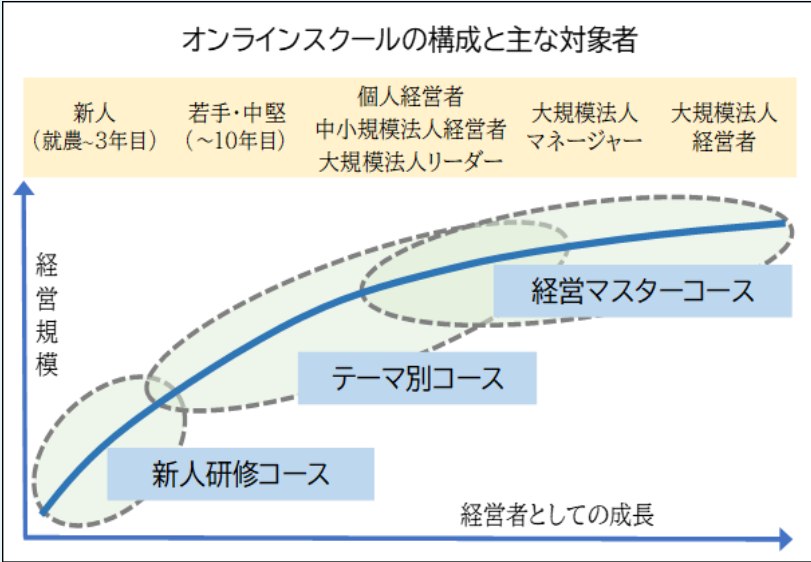 オンラインスクールの構成と主な対象者
新人
(就農~3年目)
若手・中堅
(～10年目)
個人経営者
中小規模法人経営者
大規模法人リーダー
大規模法人
マネージャー
大規模法人
経営者
経営規模
経営マスターコース
テーマ別コース
新人研修コース
経営者としての成長